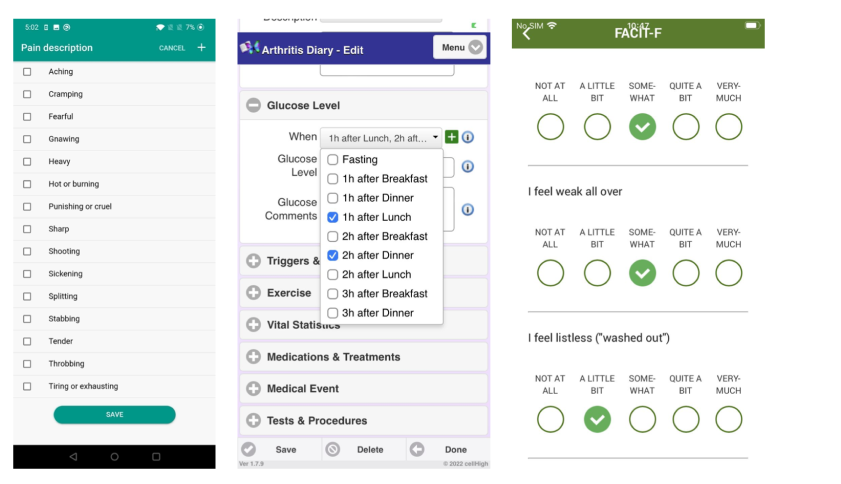 5:02
7%
Pain description
CANCEL +
Aching
Cramping
Fearful
Gnawing
Heavy
Hot or burning
Punishing or cruel
Sharp
Shooting
Sickening
Splitting
Stabbing
Tender
Throbbing
Tiring or exhausting
SAVE
Description
Arthritis Diary - Edit
Menu
Glucose Level
When
1h after Lunch, 2h aft...
Glucose
Level
Glucose
Comments
Fasting
1h after Breakfast
1h after Dinner
1h after Lunch
2h after Breakfast
2h after Dinner
2h after Lunch
3h after Breakfast
3h after Dinner
Triggers &
Exercise
Vital Statistics
Medications & Treatments
Medical Event
Tests & Procedures
Save
Delete
Done
Ver 1.7.9
© 2022 cellHigh
No SIM
10:47
FACIT-F
NOT AT ALL
A LITTLE BIT
SOME-WHAT
QUITE A BIT
VERY-MUCH
I feel weak all over
NOT AT ALL
A LITTLE BIT
SOME-WHAT
QUITE A BIT
VERY-MUCH
I feel listless ("washed out")
NOT AT ALL
A LITTLE BIT
SOME-WHAT
QUITE A BIT
VERY-MUCH